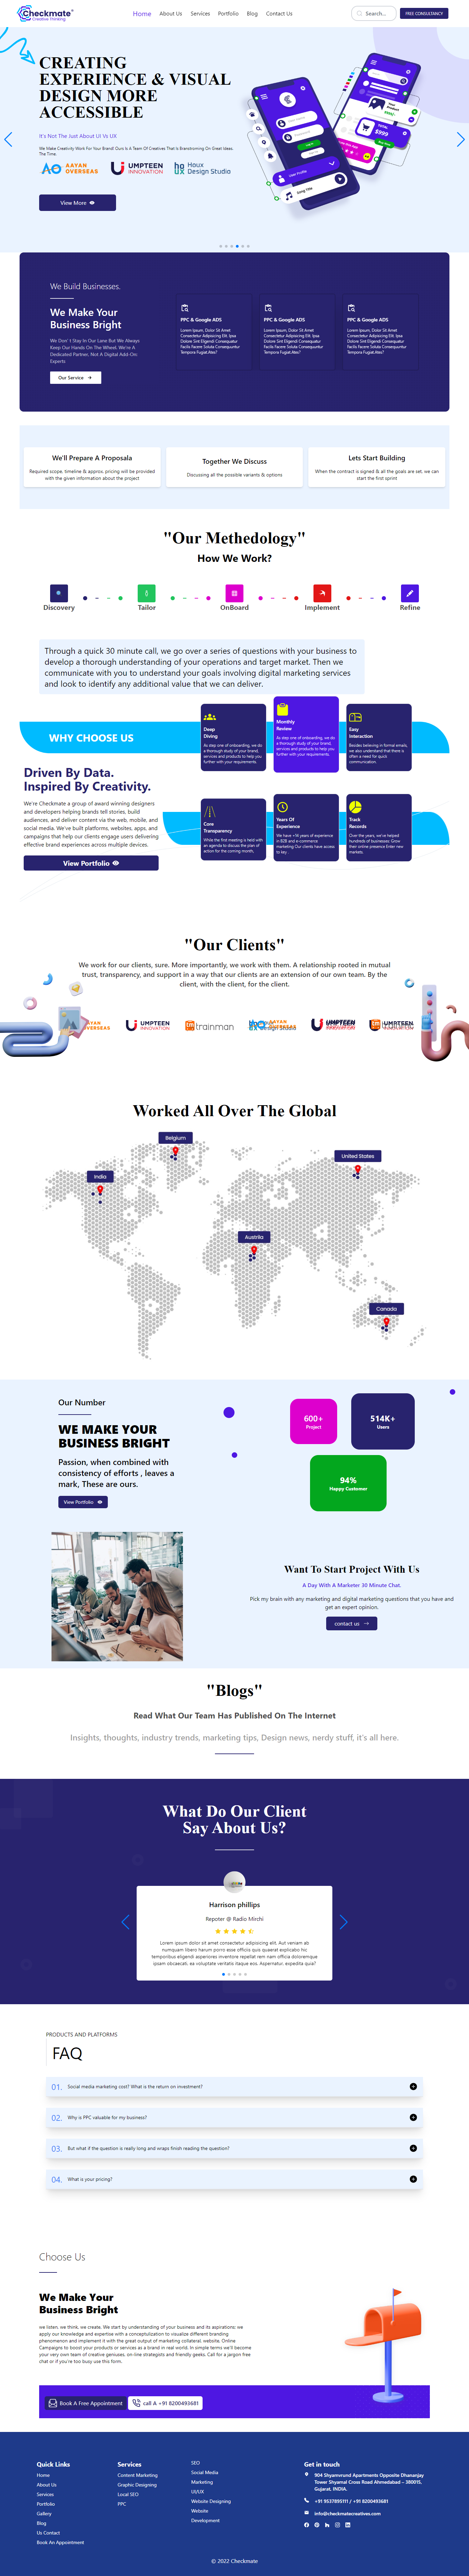 Checkmate
Creative Thinking
Home
About Us
Services
Portfolio
Blog
Contact Us
Search...
FREE CONSULTANCY
CREATING
EXPERIENCE & VISUAL
DESIGN MORE
ACCESSIBLE
It's Not The Just About UI Vs UX
AAYAN
OVERSEAS
UMPTEEN
INNOVATION
Haux
Design Studio
View More
User Profile
Song Title
$999
We Build Businesses.
We Make Your
Business Bright
We Don' t Stay In Our Lane But We Always
Keep Our Hands On The Wheel. We're A
Dedicated Partner, Not A Digital Add-On:
Experts
Our Service
PPC & Google ADS
Lorem Ipsum, Dolor Sit Amet
Consectetur Adipisicing Elit. Ipsa
Dolore Sint Eligendi Consequatur
Facilis Facere Soluta Consequuntur
Tempora Fugiat Alias?
PPC & Google ADS
Lorem Ipsum, Dolor Sit Amet
Consectetur Adipisicing Elit. Ipsa
Dolore Sint Eligendi Consequatur
Facilis Facere Soluta Consequuntur
Tempora Fugiat Alias?
PPC & Google ADS
Lorem Ipsum, Dolor Sit Amet
Consectetur Adipisicing Elit. Ipsa
Dolore Sint Eligendi Consequatur
Facilis Facere Soluta Consequuntur
Tempora Fugiat Alias?
We'll Prepare A Proposala
Required scope, timeline & approx. pricing will be provided
with the given information about the project
Together We Discuss
Discussing all the possible variants & options
Lets Start Building
When the contract is signed & all the goals are set; we can
start the first sprint
"Our Methedology"
How We Work?
Discovery
Tailor
OnBoard
Implement
Refine
Through a quick 30 minute call, we go over a series of questions with your business to
develop a thorough understanding of your operations and target market. Then we
communicate with you to understand your goals involving digital marketing services
and look to identify any additional value that we can deliver.
WHY CHOOSE US
Driven By Data.
Inspired By Creativity.
We're Checkmate a group of award winning designers
and developers helping brands tell stories, build
audiences, and deliver content via the web, mobile, and
social media. We've built platforms, websites, apps, and
campaigns that help our clients engage users delivering
effective brand experiences across multiple devices.
View Portfolio
Deep
Diving
As step one of onboarding, we do
a thorough study of your brand,
services and products to help you
further with your requirements.
Monthly
Review
As step one of onboarding, we do
a thorough study of your brand,
services and products to help you
further with your requirements.
Easy
Interaction
Besides believing in formal emails,
we also understand that there is
often a need for quick
communication.
Core
Transparency
While the briefing is held with
an agenda to discuss the plan of
action for the coming month,
Years Of
Experience
We have +14 years of experience
in B2B and e-commerce
marketing.Our clients have access
to key .
Track
Records
Over the years, we've helped
hundreds of businesses; Grow
their online presence Enter new
markets.
"Our Clients"
We work for our clients, sure. More importantly, we work with them. A relationship rooted in mutual
trust, transparency, and support in a way that our clients are an extension of our own team. By the
client, with the client, for the client.
UMPTEEN
INNOVATION
trainman
UMPTEEN
INNOVATION
Worked All Over The Global
Belgium
United States
India
Austrila
Canada
Our Number
WE MAKE YOUR
BUSINESS BRIGHT
Passion, when combined with
consistency of efforts , leaves a
mark, These are ours.
View Portfolio
600+
Project
514K+
Users
94%
Happy Customer
Want To Start Project With Us
A Day With A Marketer 30 Minute Chat.
Pick my brain with any marketing and digital marketing questions that you have and
get an expert opinion.
contact us
"Blogs"
Read What Our Team Has Published On The Internet
Insights, thoughts, industry trends, marketing tips, Design news, nerdy stuff, it's all here.
What Do Our Client
Say About Us?
Harrison phillips
Repoter @ Radio Mirchi
Lorem ipsum dolor sit amet consectetur adipisicing elit. Aut veniam ab
numquam libero harum porro esse officiis quis quaerat explicabo hic
temporibus eligendi asperiores inventore impedit repellat rem nam officia doloremque
ipsam obcaecati, ea voluptate veritatis itaque eos. Aspernatur, expedita quia?
PRODUCTS AND PLATFORMS
FAQ
01. Social media marketing cost? What is the return on investment?
02. Why is PPC valuable for my business?
03. But what if the question is really long and wraps finish reading the question?
04. What is your pricing?
Choose Us
We Make Your
Business Bright
we listen, we think, we create. We start by understanding of your business and its aspirations; we
apply our knowledge and expertise with a conceptualization to visualize different branding
phenomenon and implement it with the great output of marketing collateral, website, Online
Campaigns to boost your products or services as a brand in real world. In simple terms we'll become
your very own team of creative geniuses, on-line strategists and friendly geeks. Call for a jargon free
chat or if you're too busy use this form.
Book A Free Appointment
call A +91 8200493681
Quick Links
Home
About Us
Services
Portfolio
Gallery
Blog
Us Contact
Book An Appointment
Services
Content Marketing
Graphic Designing
Local SEO
PPC
SEO
Social Media
Marketing
UI/UX
Website Designing
Website
Development
Get in touch
904 Shyamvrund Apartments Opposite Dhananjay
Tower Shyamal Cross Road Ahmedabad – 380015,
Gujarat, INDIA.
+91 9537895111 / +91 8200493681
info@checkmatecreatives.com
© 2022 Checkmate